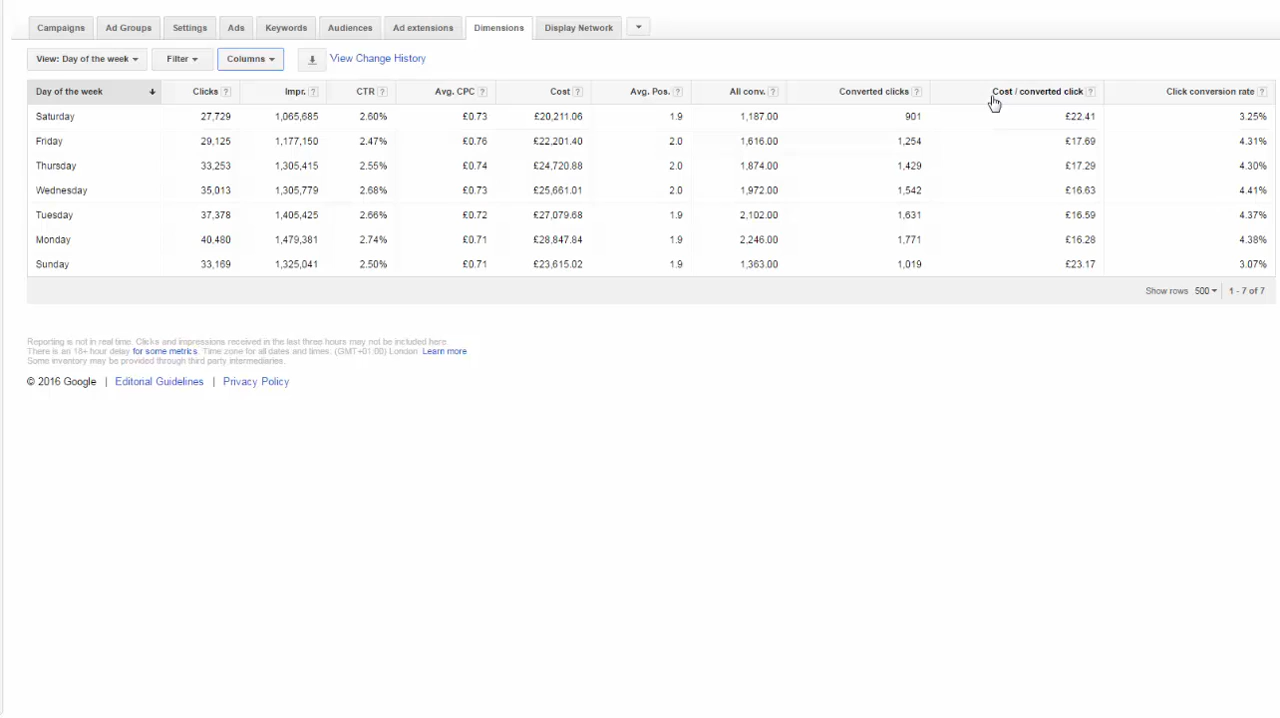 Campaigns Ad Groups Settings Ads Keywords Audiences Ad extensions Dimensions Display Network
View: Day of the week Filter Columns View Change History
Day of the week Clicks ? Impr. ? CTR ? Avg. CPC ? Cost ? Avg. Pos. ? All conv. ? Converted clicks ? Cost / converted click ? Click conversion rate ?
Saturday 27,729 1,065,685 2.60% £0.73 £20,211.06 1.9 1,187.00 901 £22.41 3.25%
Friday 29,125 1,177,150 2.47% £0.76 £22,201.40 2.0 1,616.00 1,254 £17.69 4.31%
Thursday 33,253 1,305,415 2.55% £0.74 £24,720.88 2.0 1,874.00 1,429 £17.29 4.30%
Wednesday 35,013 1,305,779 2.68% £0.73 £25,661.01 2.0 1,972.00 1,542 £16.63 4.41%
Tuesday 37,378 1,405,425 2.66% £0.72 £27,079.68 1.9 2,102.00 1,631 £16.59 4.37%
Monday 40,480 1,479,381 2.74% £0.71 £28,847.84 1.9 2,246.00 1,771 £16.28 4.38%
Sunday 33,169 1,325,041 2.50% £0.71 £23,615.02 1.9 1,363.00 1,019 £23.17 3.07%
Show rows 500 1 - 7 of 7
Reporting is not in real time. Clicks and impressions received in the last three hours may not be included here.
There is an 18+ hour delay for some metrics. Time zone for all dates and times: (GMT+01:00) London Learn more
Some inventory may be provided through third party intermediaries.
© 2016 Google | Editorial Guidelines | Privacy Policy